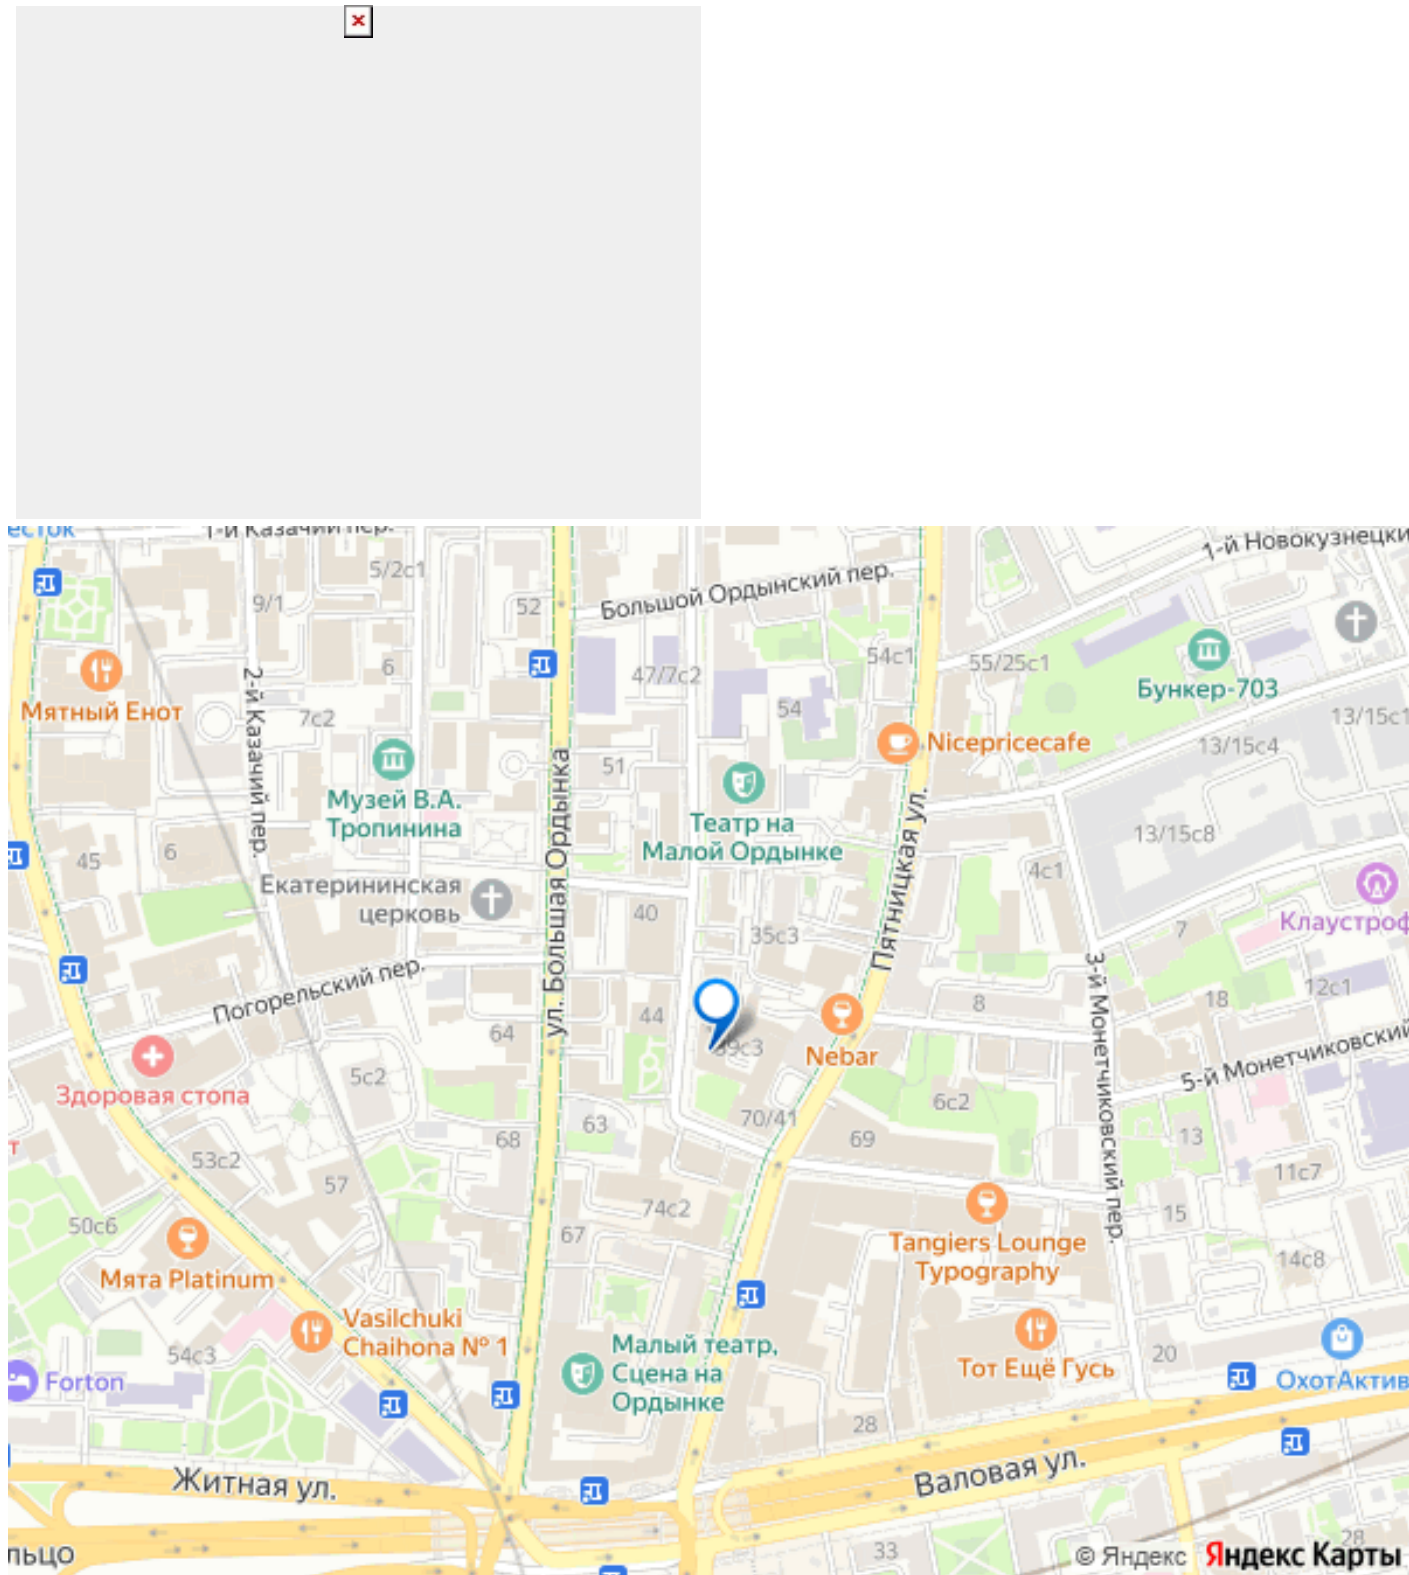 1-й Казачий пер.
1-й Новокузнецки
5/2с1
Большой Ордынский пер.
9/1
52
54с1
55/25с1
6
47/7с2
2-й Казачий пер.
Бункер-703
Мятный Енот
7с2
54
13/15с1
Nicepricecafe
13/15с4
51
ул. Большая Ордынка
Музей В.А.
Тропинина
Театр на
Малой Ордынке
Пятницкая ул.
13/15с8
45
6
4с1
Екатерининская
церковь
40
35с3
7
Клаустроф
Погорельский пер.
3-й Монетчиковский пер.
12с1
18
8
64
44
39с3
Nebar
5-й Монетчиковский
5с2
Здоровая стопа
6с2
70/41
63
68
69
13
т
53с2
57
11с7
50с6
74с2
15
67
Tangiers Lounge
Typography
14с8
Мята Platinum
Vasilchuki
Chaihona № 1
Малый театр,
Сцена на
Ордынке
54с3
Forton
20
Тот Ещё Гусь
ОхотАктив
28
Житная ул.
Валовая ул.
льцо
33
28
© Яндекс Яндекс Карты